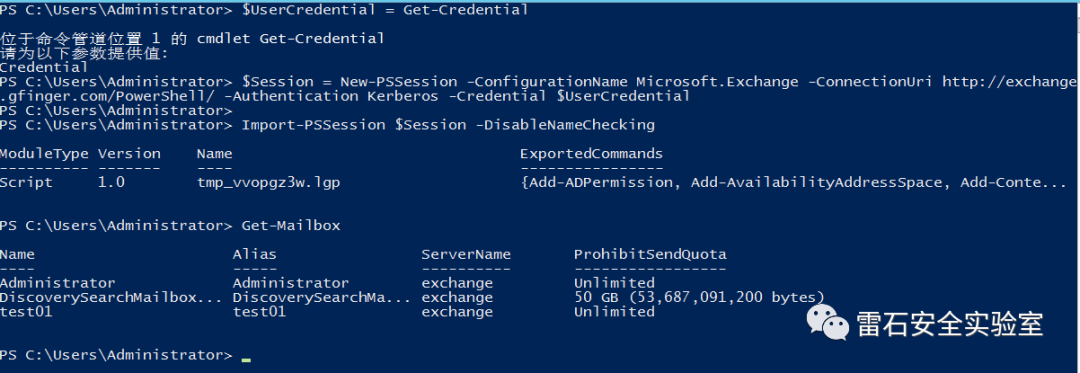 PS C:\Users\Administrator> $UserCredential = Get-Credential
位于命令管道位置 1 的 cmdlet Get-Credential
请为以下参数提供值:
Credential
PS C:\Users\Administrator> $Session = New-PSSession -ConfigurationName Microsoft.Exchange -ConnectionUri http://exchange
.gfinger.com/PowerShell/ -Authentication Kerberos -Credential $UserCredential
PS C:\Users\Administrator>
PS C:\Users\Administrator> Import-PSSession $Session -DisableNameChecking
ModuleType Version    Name                                ExportedCommands
---------- -------    ----                                ----------------
Script     1.0        tmp_vvopgz3w.lgp                    {Add-ADPermission, Add-AvailabilityAddressSpace, Add-Conte...
PS C:\Users\Administrator> Get-Mailbox
Name                      Alias                ServerName       ProhibitSendQuota
----                      -----                ----------       -----------------
Administrator             Administrator        exchange         Unlimited
DiscoverySearchMailbox... DiscoverySearchMa... exchange         50 GB (53,687,091,200 bytes)
test01                    test01               exchange         Unlimited
雷石安全实验室
PS C:\Users\Administrator>